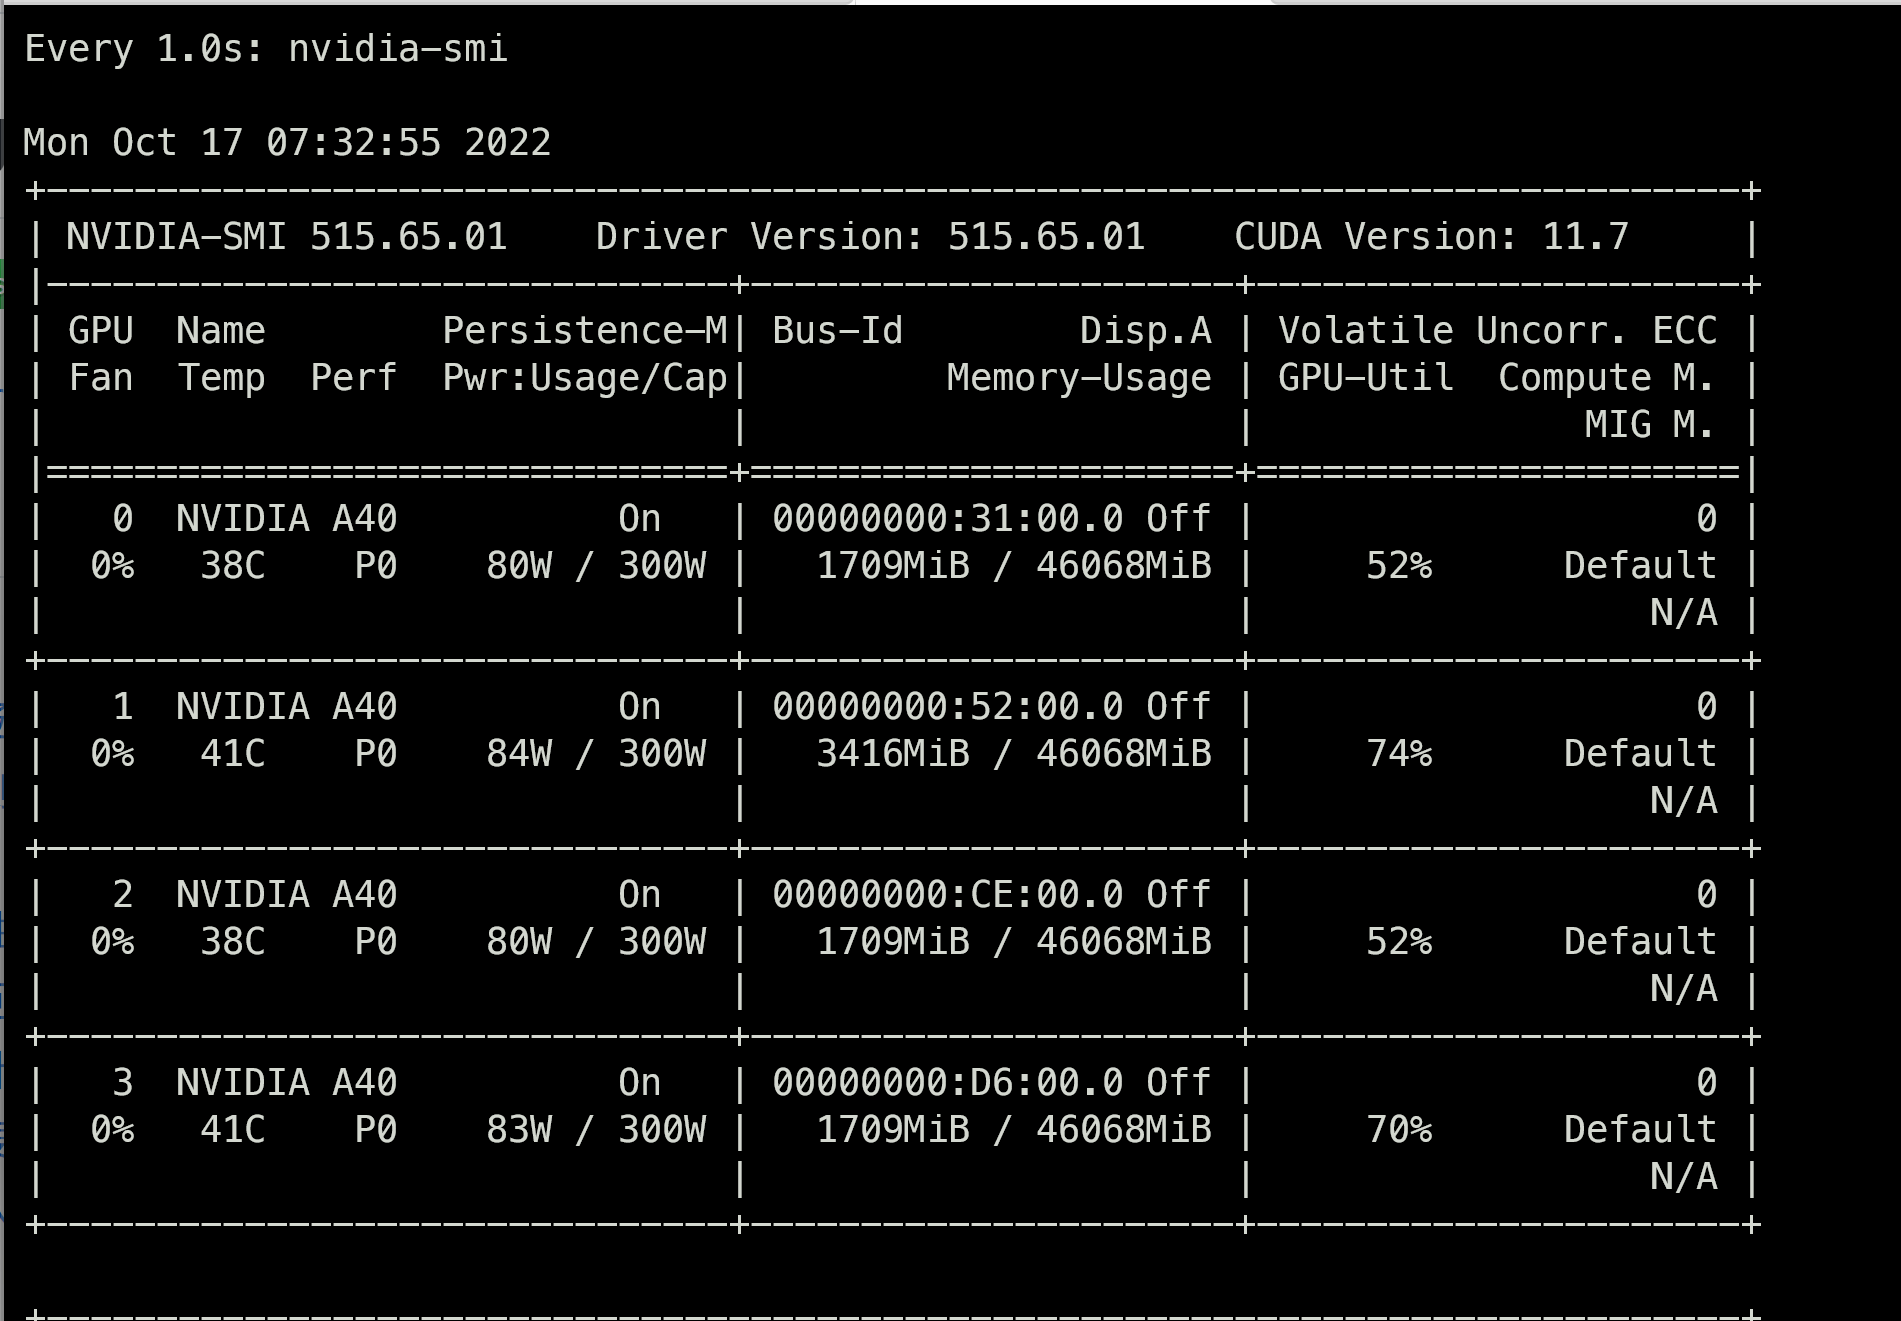 Every 1.0s: nvidia-smi
Mon Oct 17 07:32:55 2022
+-----------------------------------------------------------------------------+
| NVIDIA-SMI 515.65.01    Driver Version: 515.65.01    CUDA Version: 11.7     |
|-------------------------------+----------------------+----------------------+
| GPU  Name        Persistence-M| Bus-Id        Disp.A | Volatile Uncorr. ECC |
| Fan  Temp  Perf  Pwr:Usage/Cap|         Memory-Usage | GPU-Util  Compute M. |
|                               |                      |               MIG M. |
|===============================+======================+======================|
|   0  NVIDIA A40          On   | 00000000:31:00.0 Off |                    0 |
|  0%   38C    P0    80W / 300W |   1709MiB / 46068MiB |     52%      Default |
|                               |                      |                  N/A |
+-------------------------------+----------------------+----------------------+
|   1  NVIDIA A40          On   | 00000000:52:00.0 Off |                    0 |
|  0%   41C    P0    84W / 300W |   3416MiB / 46068MiB |     74%      Default |
|                               |                      |                  N/A |
+-------------------------------+----------------------+----------------------+
|   2  NVIDIA A40          On   | 00000000:CE:00.0 Off |                    0 |
|  0%   38C    P0    80W / 300W |   1709MiB / 46068MiB |     52%      Default |
|                               |                      |                  N/A |
+-------------------------------+----------------------+----------------------+
|   3  NVIDIA A40          On   | 00000000:D6:00.0 Off |                    0 |
|  0%   41C    P0    83W / 300W |   1709MiB / 46068MiB |     70%      Default |
|                               |                      |                  N/A |
+-------------------------------+----------------------+----------------------+
+-----------------------------------------------------------------------------+